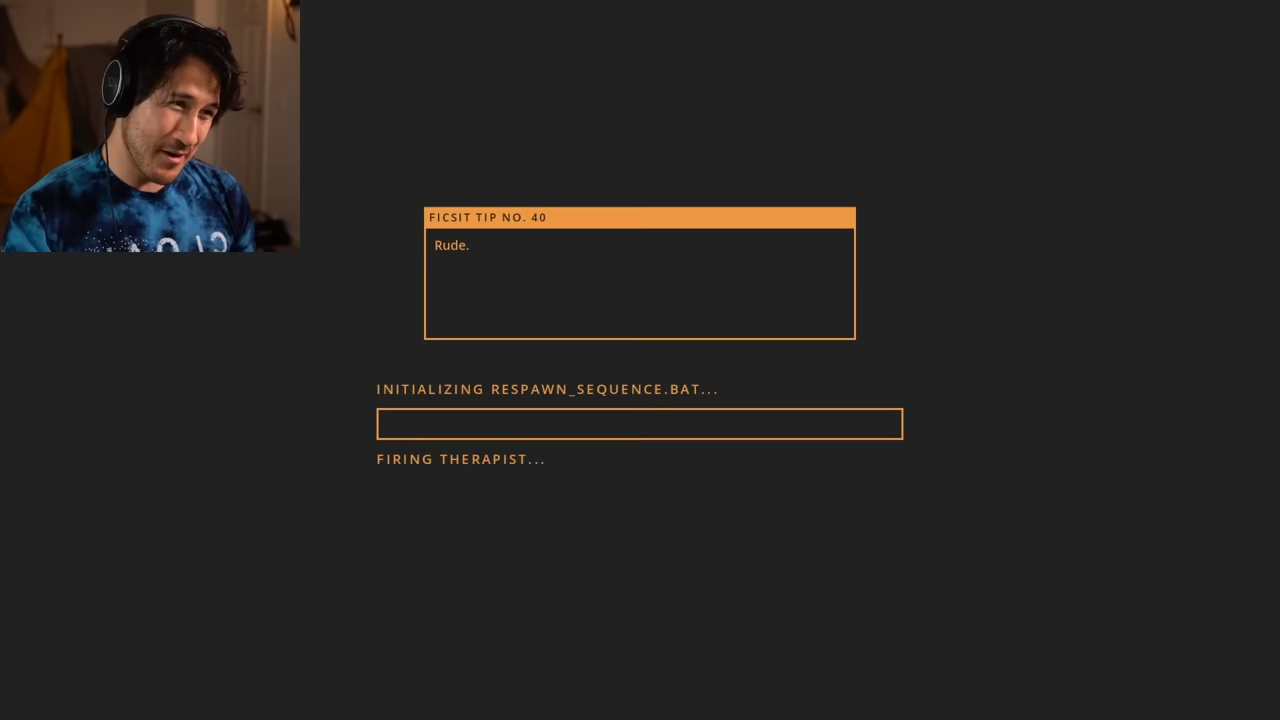 FICSIT TIP NO. 40
Rude.
INITIALIZING RESPAWN_SEQUENCE.BAT...
FIRING THERAPIST...